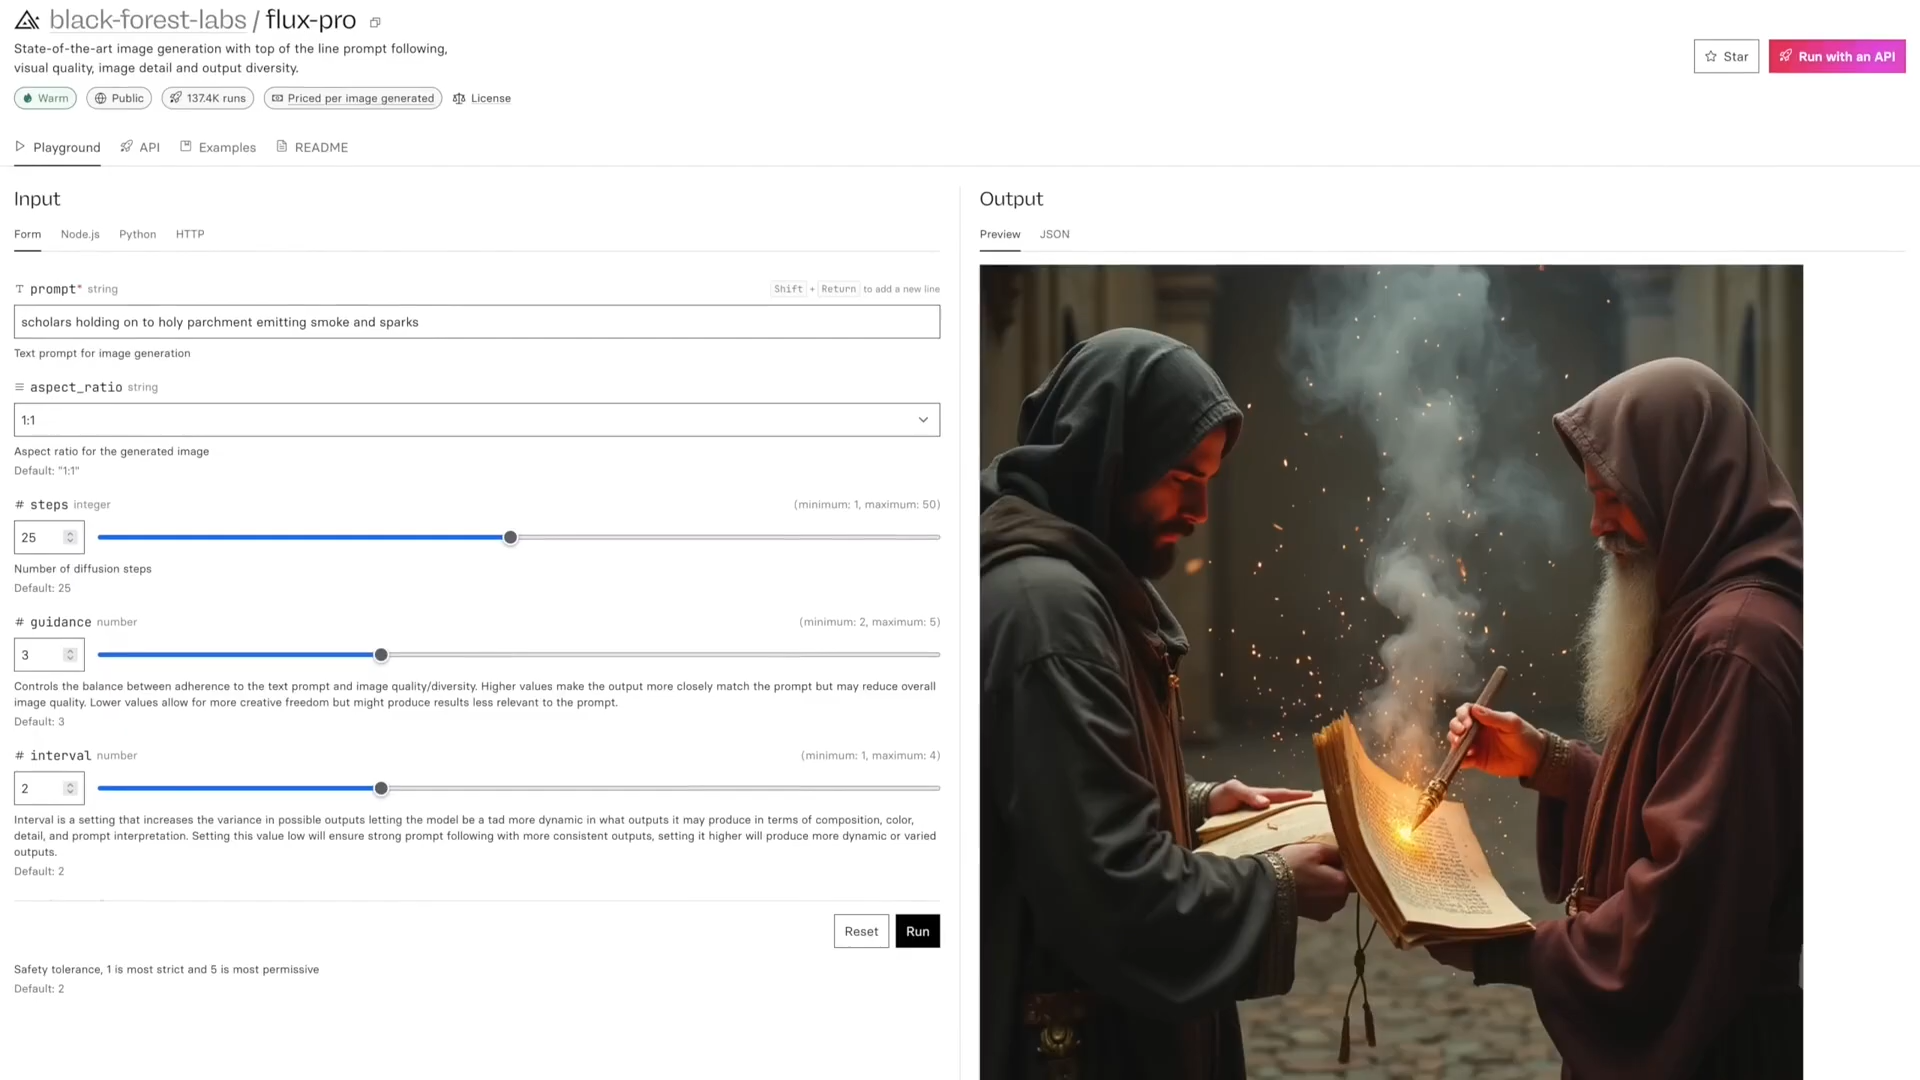 black-forest-labs / flux-pro
State-of-the-art image generation with top of the line prompt following,
visual quality, image detail and output diversity.
Star
Run with an API
Warm
Public
137.4K runs
Priced per image generated
License
Playground
API
Examples
README
Input
Form
Node.js
Python
HTTP
prompt* string
Shift + Return to add a new line
scholars holding on to holy parchment emitting smoke and sparks
Text prompt for image generation
aspect_ratio string
1:1
Aspect ratio for the generated image
Default: "1:1"
# steps integer
(minimum: 1, maximum: 50)
25
Number of diffusion steps
Default: 25
# guidance number
(minimum: 2, maximum: 5)
3
Controls the balance between adherence to the text prompt and image quality/diversity. Higher values make the output more closely match the prompt but may reduce overall
image quality. Lower values allow for more creative freedom but might produce results less relevant to the prompt.
Default: 3
# interval number
(minimum: 1, maximum: 4)
2
Interval is a setting that increases the variance in possible outputs letting the model be a tad more dynamic in what outputs it may produce in terms of composition, color,
detail, and prompt interpretation. Setting this value low will ensure strong prompt following with more consistent outputs, setting it higher will produce more dynamic or varied
outputs.
Default: 2
Reset
Run
Safety tolerance, 1 is most strict and 5 is most permissive
Default: 2
Output
Preview
JSON